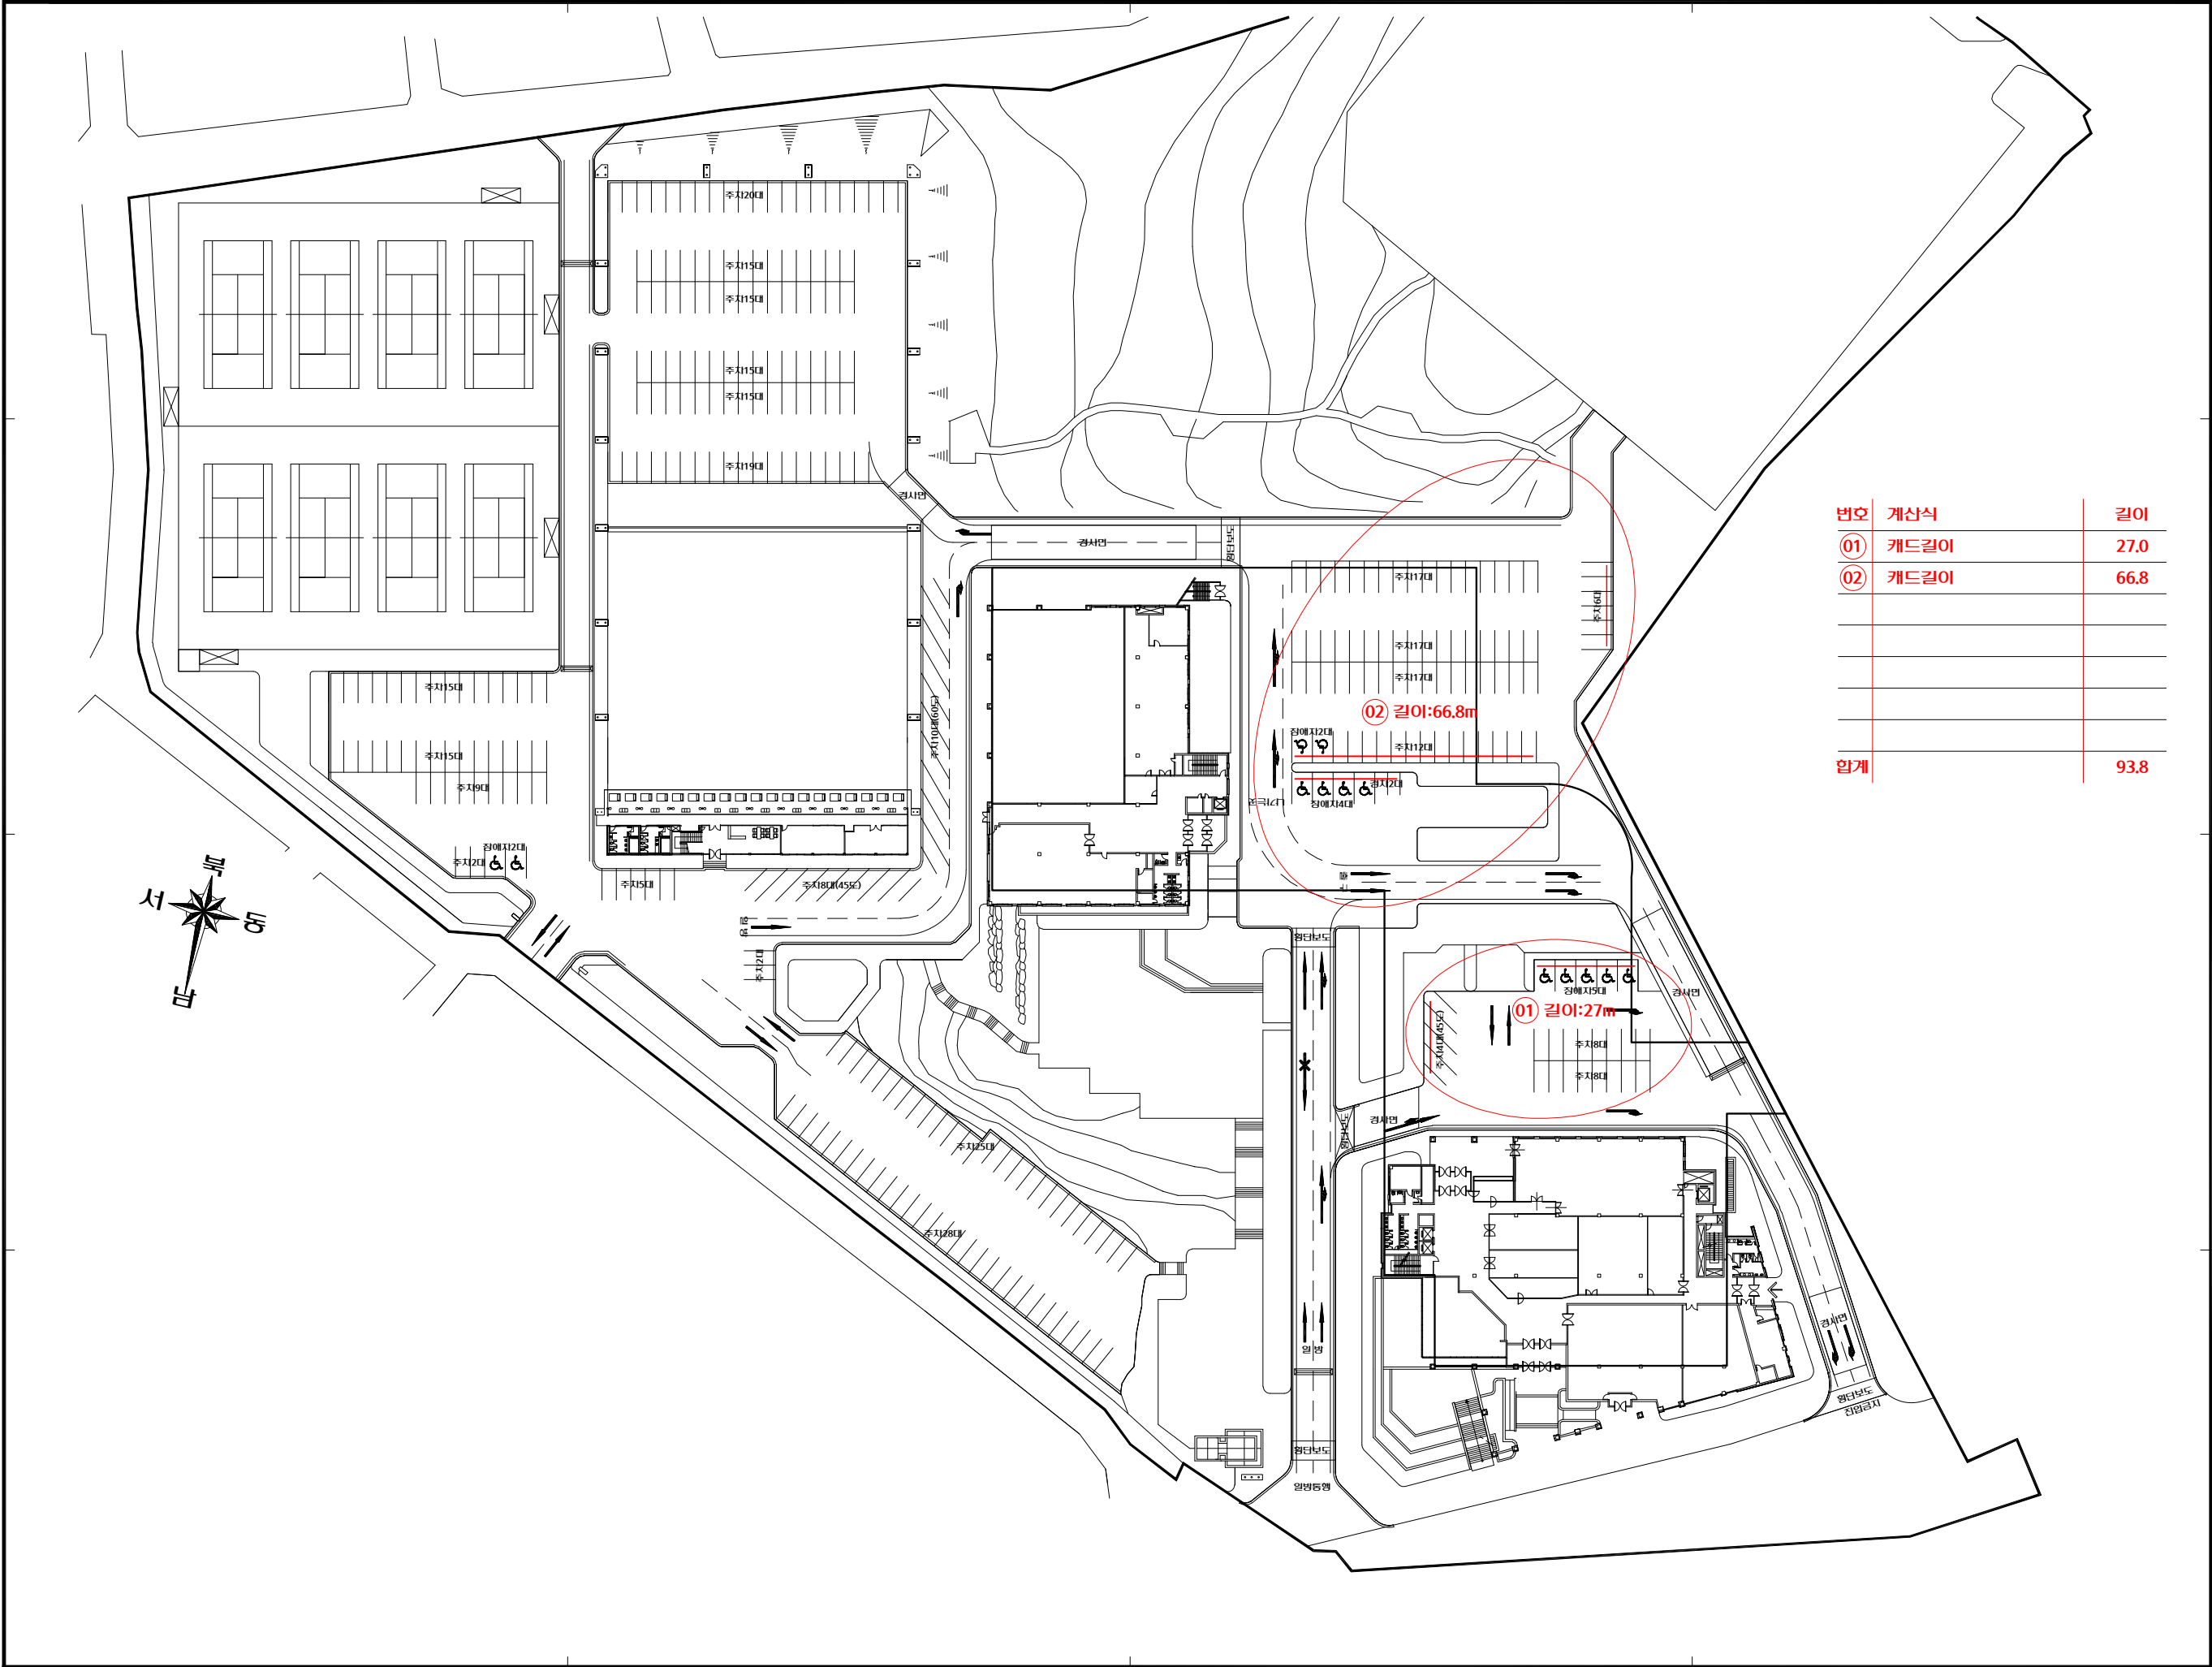 주차20대
주차15대
주차15대
주차15대
주차15대
주차19대
경사면
경사면
횡단보도
번호 계산식 길이
01 캐드길이 27.0
02 캐드길이 66.8
합계 93.8
주차17대
주차6대
주차17대
주차17대
02 길이:66.8m
장애자2대
주차12대
경차2대
장애자4대
주차10대(60도)
주차15대
주차15대
주차9대
장애자2대
주차2대
주차5대
주차8대(45도)
북
서
동
남
주차2대
횡단보도
장애자5대
경사면
01 길이:27m
주차4대(45도)
주차8대
주차8대
경사면
횡단보도
주차25대
주차28대
일 방
경사면
횡단보도
진입금지
횡단보도
일방통행